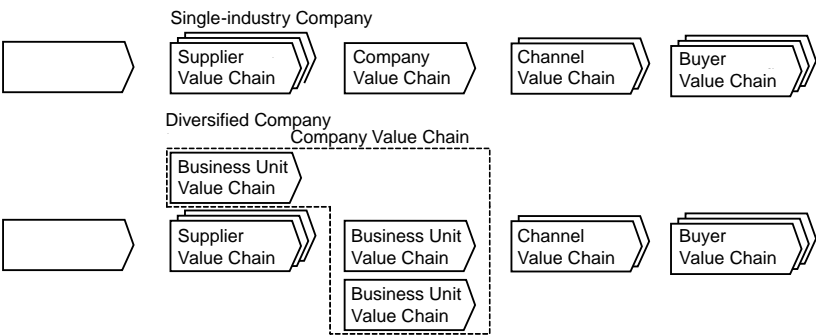 Single-industry Company
Supplier
Value Chain
Company
Value Chain
Channel
Value Chain
Buyer
Value Chain
Diversified Company
Company Value Chain
Business Unit
Value Chain
Supplier
Value Chain
Business Unit
Value Chain
Channel
Value Chain
Buyer
Value Chain
Business Unit
Value Chain